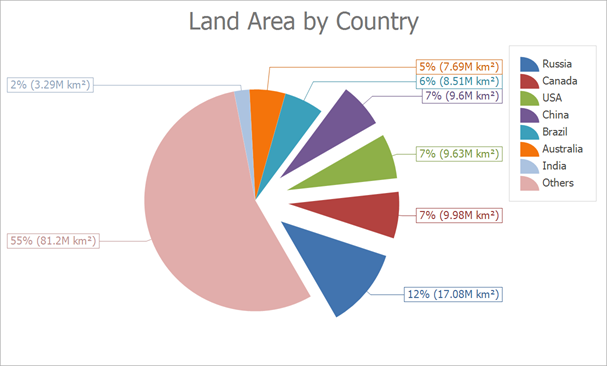 Land Area by Country
5% (7.69M km²)
6% (8.51M km²)
7% (9.6M km²)
2% (3.29M km²)
7% (9.63M km²)
7% (9.98M km²)
55% (81.2M km²)
12% (17.08M km²)
Russia
Canada
USA
China
Brazil
Australia
India
Others